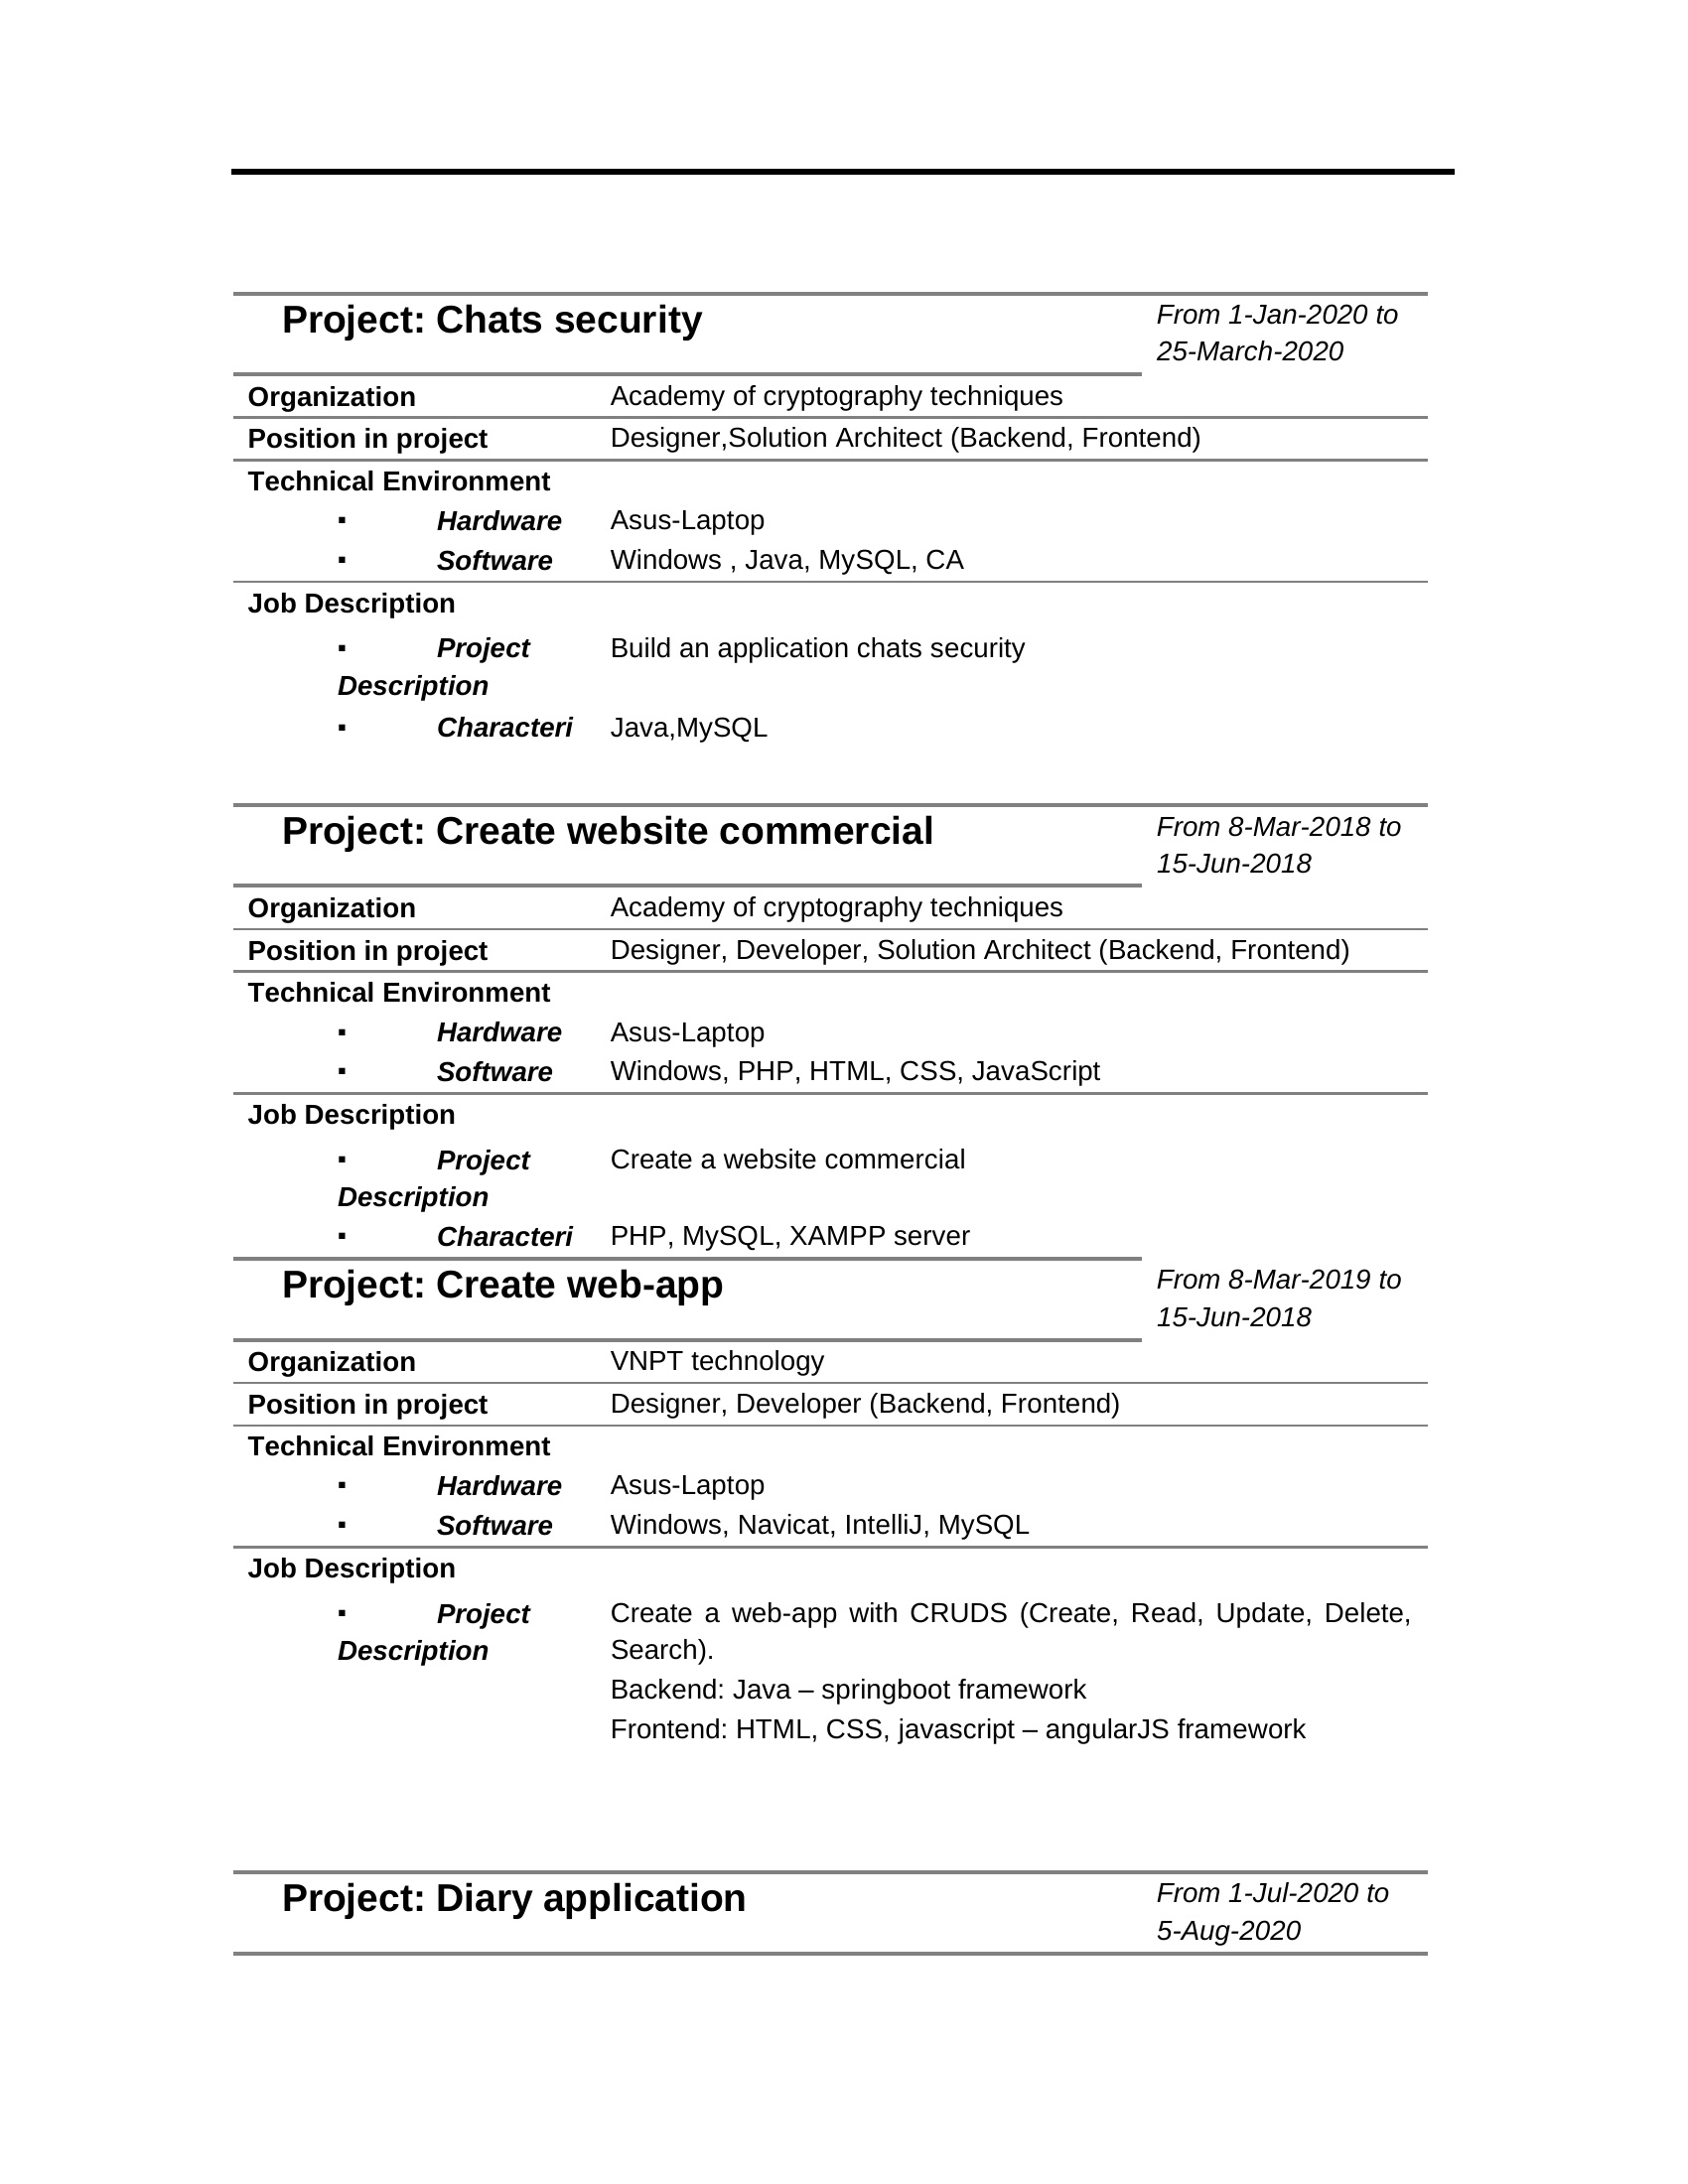 Project: Chats security From 1-Jan-2020 to
25-March-2020
Organization Academy of cryptography techniques
Position in project Designer,Solution Architect (Backend, Frontend)
Technical Environment
▪ Hardware Asus-Laptop
▪ Software Windows , Java, MySQL, CA
Job Description
▪ Project Build an application chats security
Description
▪ Characteri Java,MySQL
Project: Create website commercial From 8-Mar-2018 to
15-Jun-2018
Organization Academy of cryptography techniques
Position in project Designer, Developer, Solution Architect (Backend, Frontend)
Technical Environment
▪ Hardware Asus-Laptop
▪ Software Windows, PHP, HTML, CSS, JavaScript
Job Description
▪ Project Create a website commercial
Description
▪ Characteri PHP, MySQL, XAMPP server
Project: Create web-app From 8-Mar-2019 to
15-Jun-2018
Organization VNPT technology
Position in project Designer, Developer (Backend, Frontend)
Technical Environment
▪ Hardware Asus-Laptop
▪ Software Windows, Navicat, IntelliJ, MySQL
Job Description
▪ Project Create a web-app with CRUDS (Create, Read, Update, Delete,
Description Search).
Backend: Java – springboot framework
Frontend: HTML, CSS, javascript – angularJS framework
Project: Diary application From 1-Jul-2020 to
5-Aug-2020